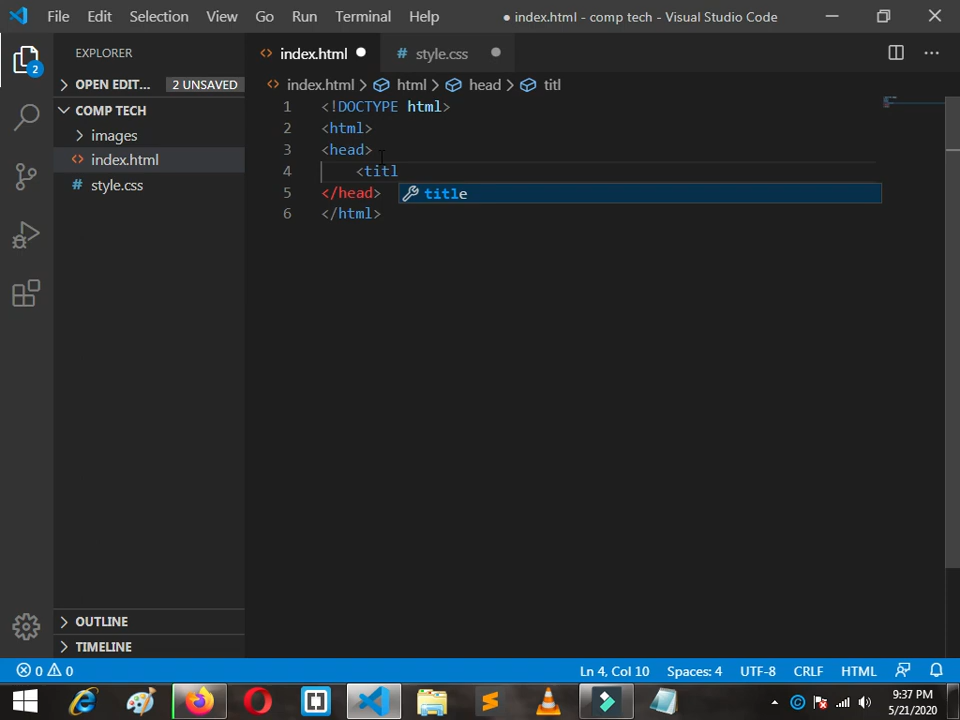 File Edit Selection View Go Run Terminal Help ● index.html - comp tech - Visual Studio Code
EXPLORER
index.html
# style.css
OPEN EDIT... 2 UNSAVED
index.html > html > head > titl
COMP TECH
images
index.html
# style.css
1 <!DOCTYPE html>
2 <html>
3 <head>
4 <titl
title
5 </head>
6 </html>
2
OUTLINE
TIMELINE
0 0 Ln 4, Col 10 Spaces: 4 UTF-8 CRLF HTML
9:37 PM
5/21/2020